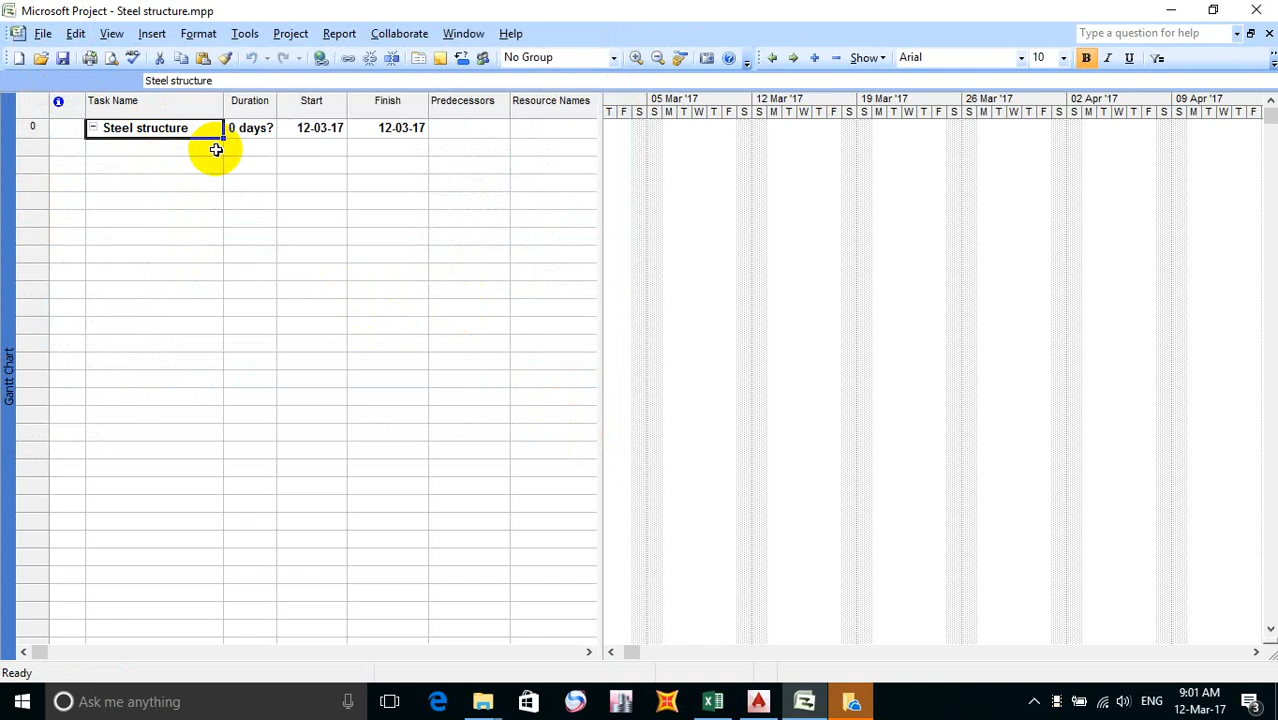 Microsoft Project - Steel structure.mpp
File Edit View Insert Format Tools Project Report Collaborate Window Help
Type a question for help
No Group
Show
Arial
10
B I U
Steel structure
Task Name Duration Start Finish Predecessors Resource Names
05 Mar '17 12 Mar '17 19 Mar '17 26 Mar '17 02 Apr '17 09 Apr '17
T F S S M T W T F S S M T W T F S S M T W T F S S M T W T F S S M T W T F S S M T W T F
0 Steel structure 0 days? 12-03-17 12-03-17
Gantt Chart
Ready
Ask me anything
ENG
9:01 AM
12-Mar-17
3